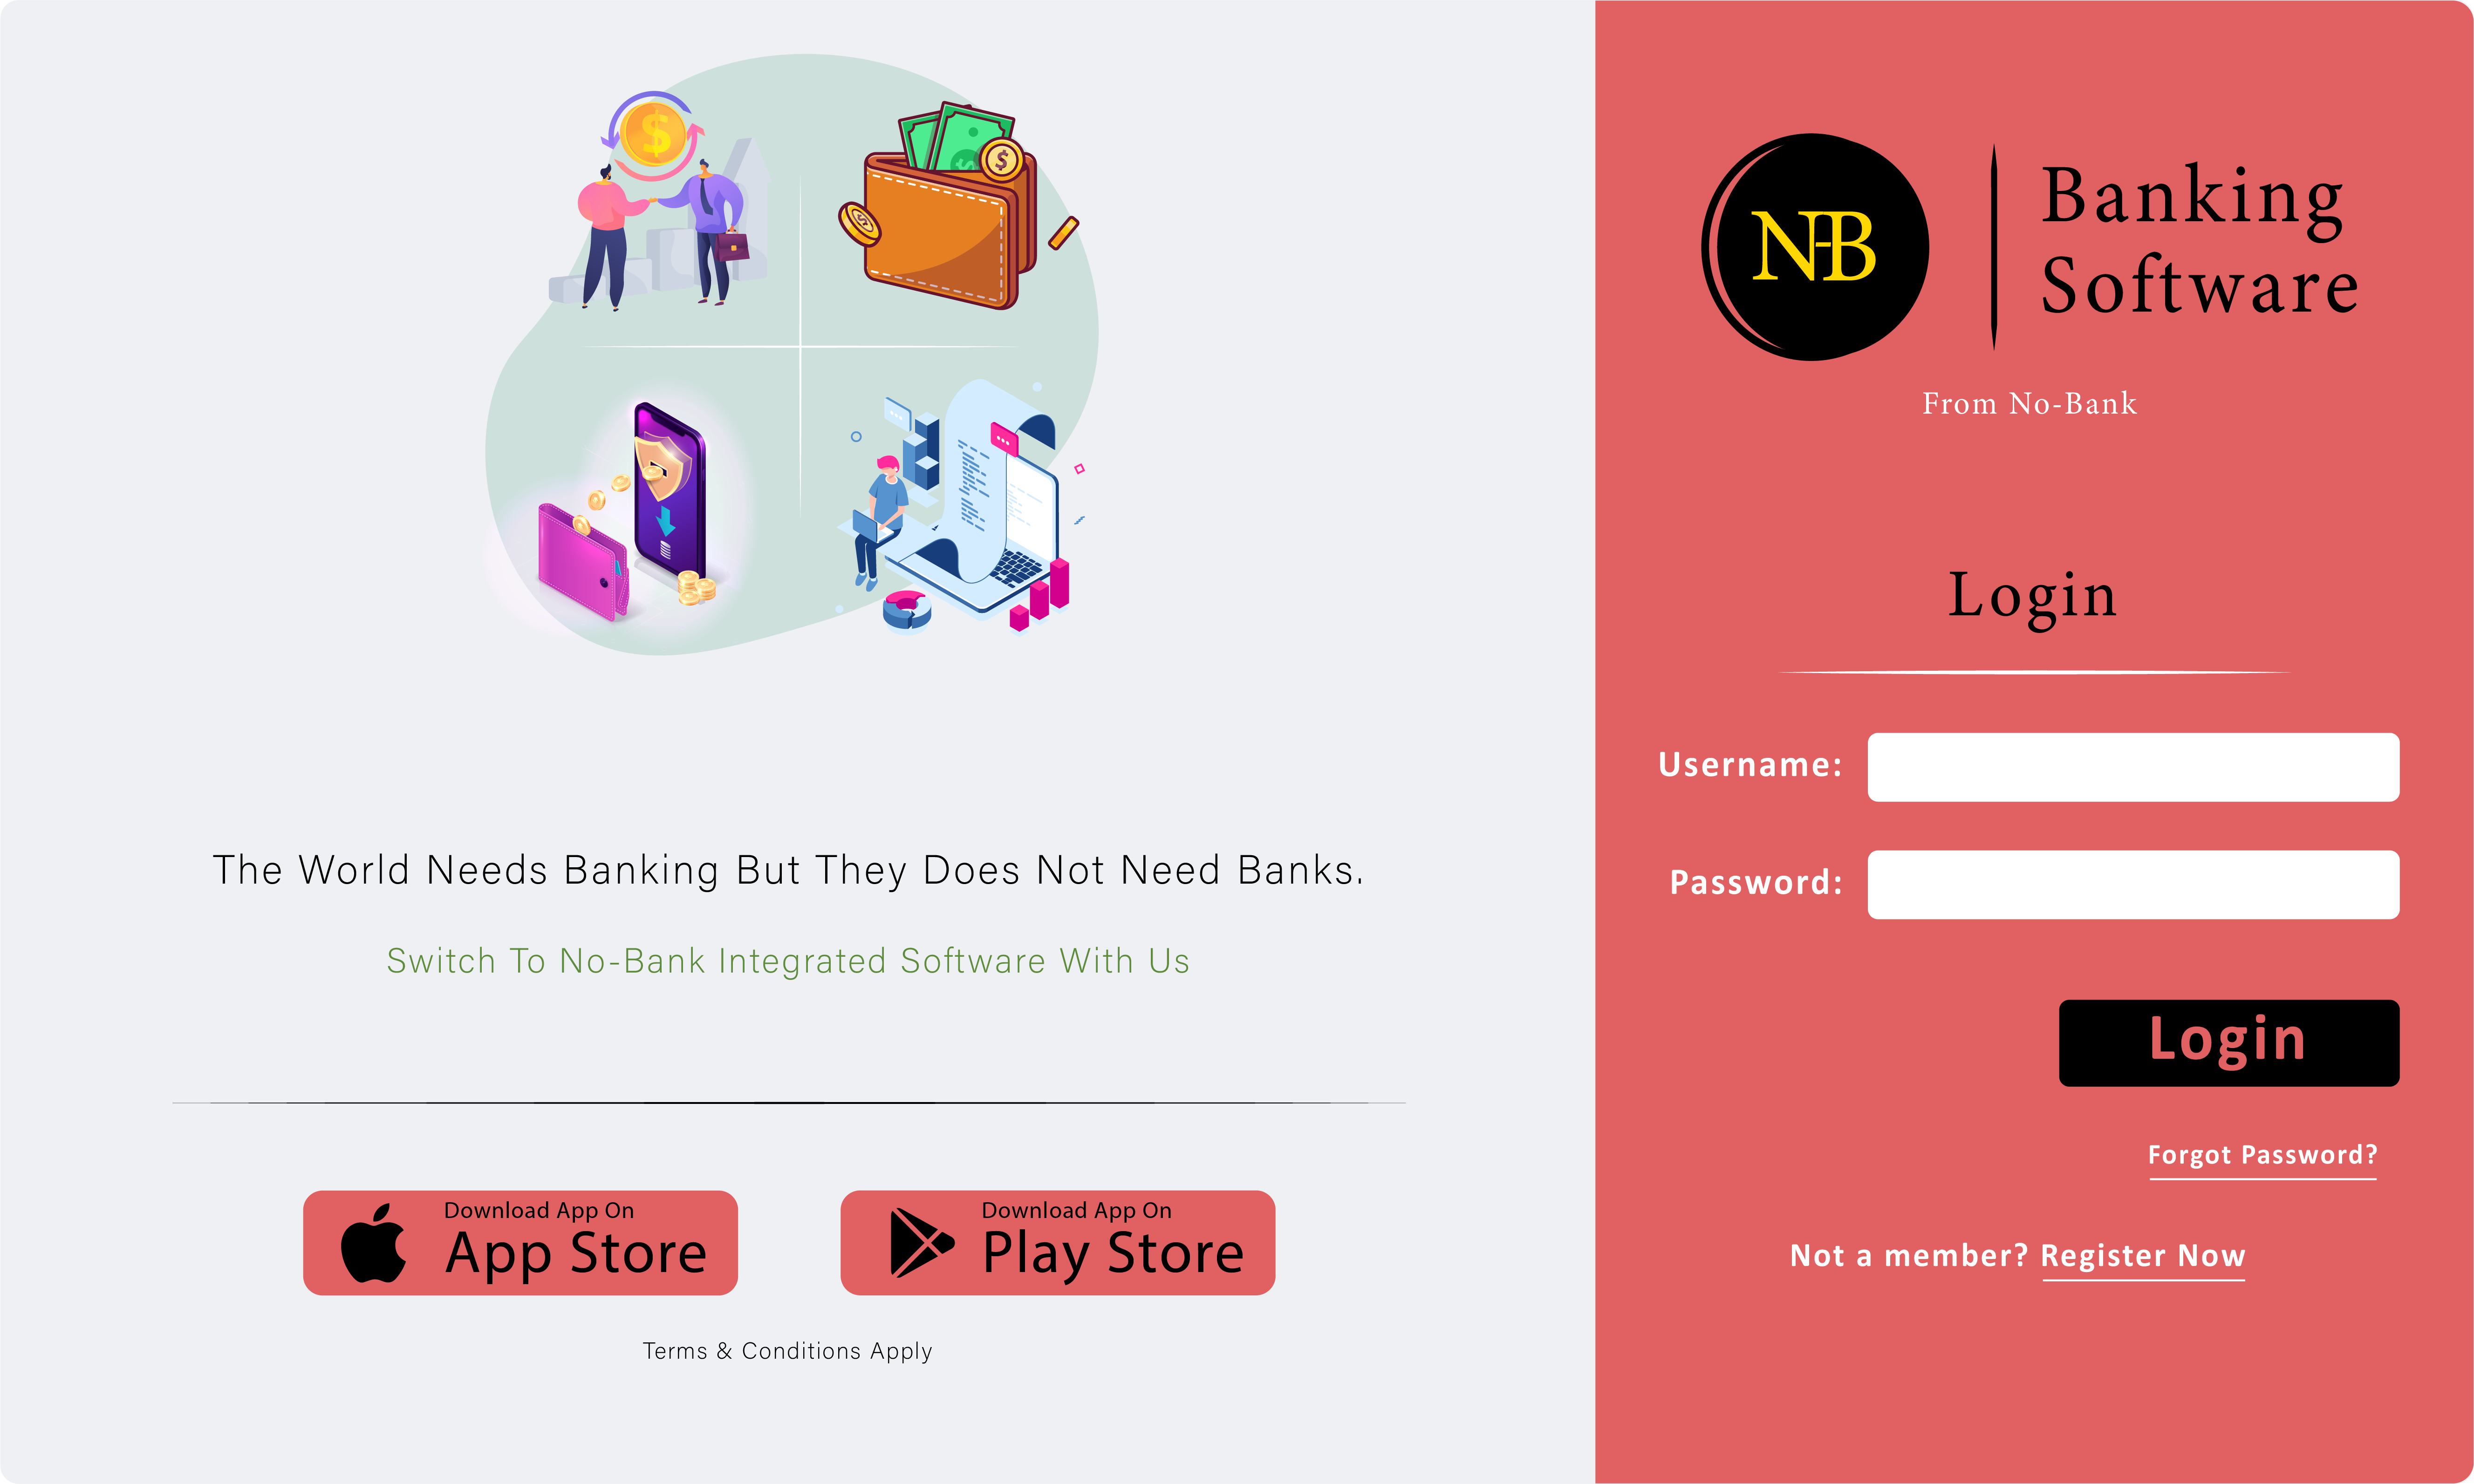 The World Needs Banking But They Does Not Need Banks.
Switch To No-Bank Integrated Software With Us
Download App On
App Store
Download App On
Play Store
Terms & Conditions Apply
N-B
Banking
Software
From No-Bank
Login
Username:
Password:
Login
Forgot Password?
Not a member? Register Now